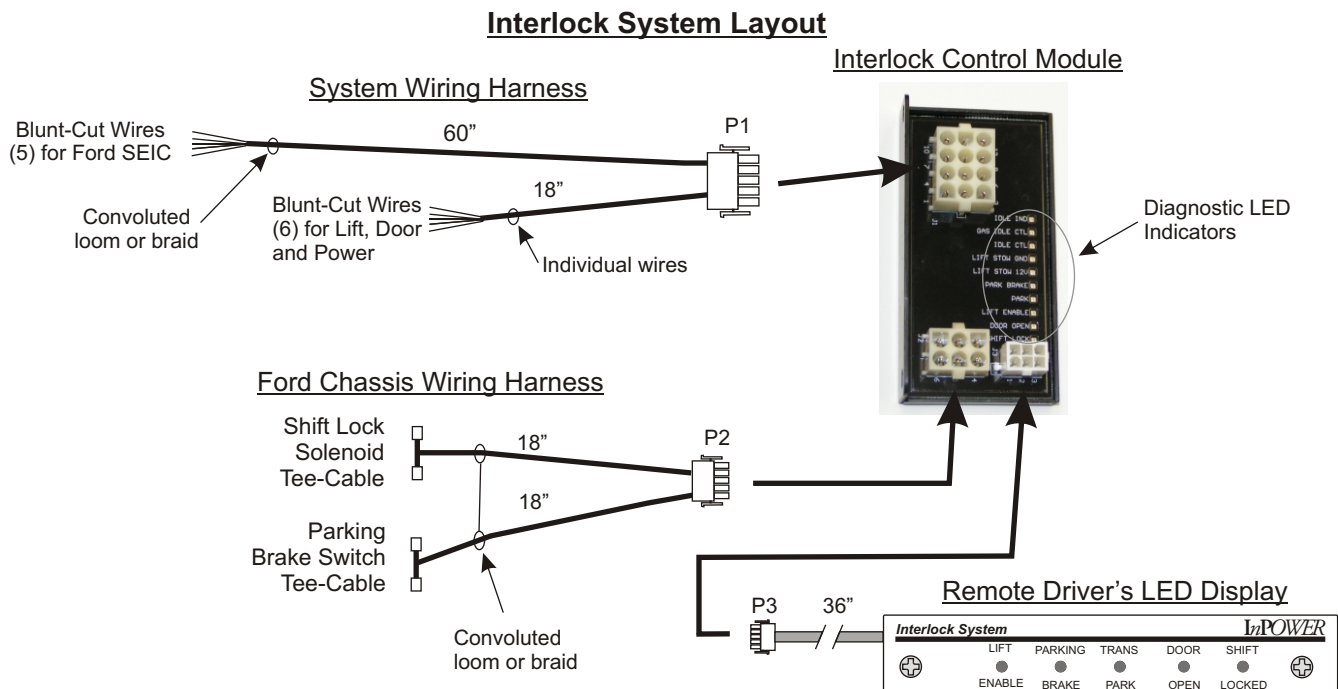 Interlock System Layout
Interlock Control Module
System Wiring Harness
Blunt-Cut Wires
(5) for Ford SEIC
60”
P1
Convoluted
loom or braid
18”
Blunt-Cut Wires
(6) for Lift, Door
and Power
Individual wires
Diagnostic LED
Indicators
J1
IDLE IND
GAS IDLE CTL
IDLE CTL
LIFT STOW GND
LIFT STOW 12V
PARK BRAKE
PARK
LIFT ENABLE
DOOR OPEN
SHIFT LOCK
Ford Chassis Wiring Harness
Shift Lock
Solenoid
Tee-Cable
18”
P2
18”
Parking
Brake Switch
Tee-Cable
Convoluted
loom or braid
P3
36”
Remote Driver’s LED Display
Interlock System
InPOWER
LIFT PARKING TRANS DOOR SHIFT
ENABLE BRAKE PARK OPEN LOCKED